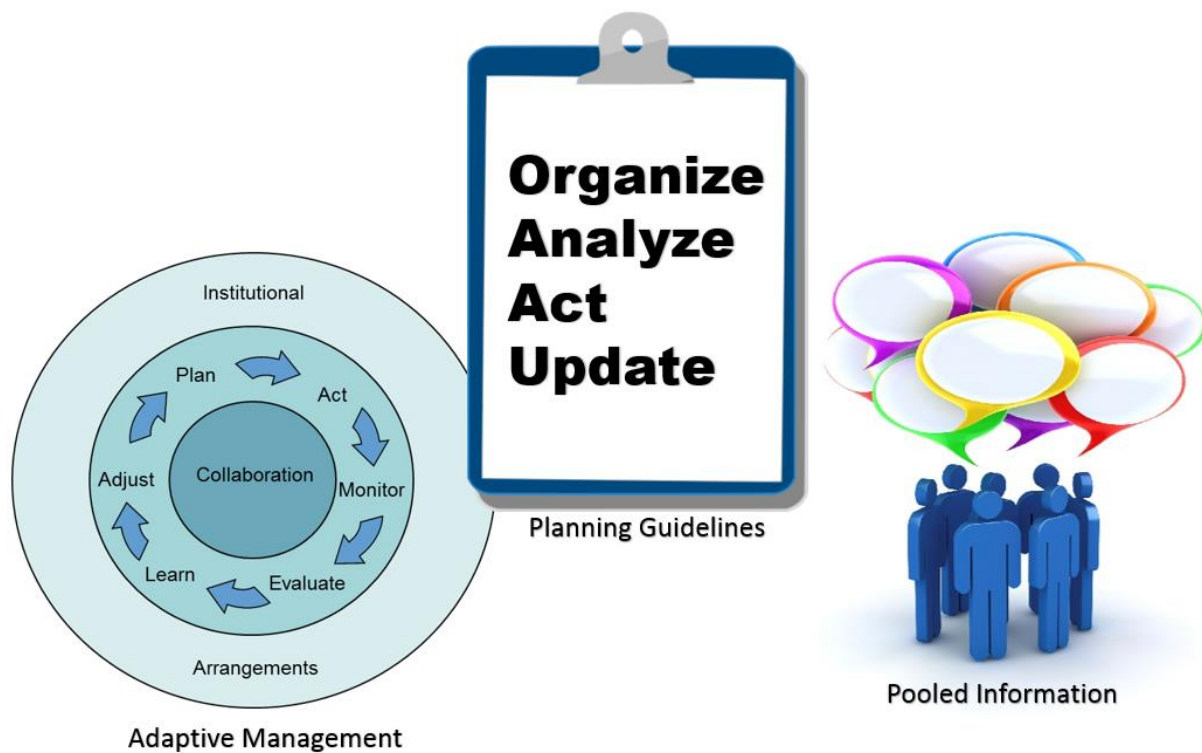 Organize
Analyze
Act
Update
Planning Guidelines
Institutional
Plan
Act
Monitor
Evaluate
Learn
Adjust
Collaboration
Arrangements
Adaptive Management
Pooled Information